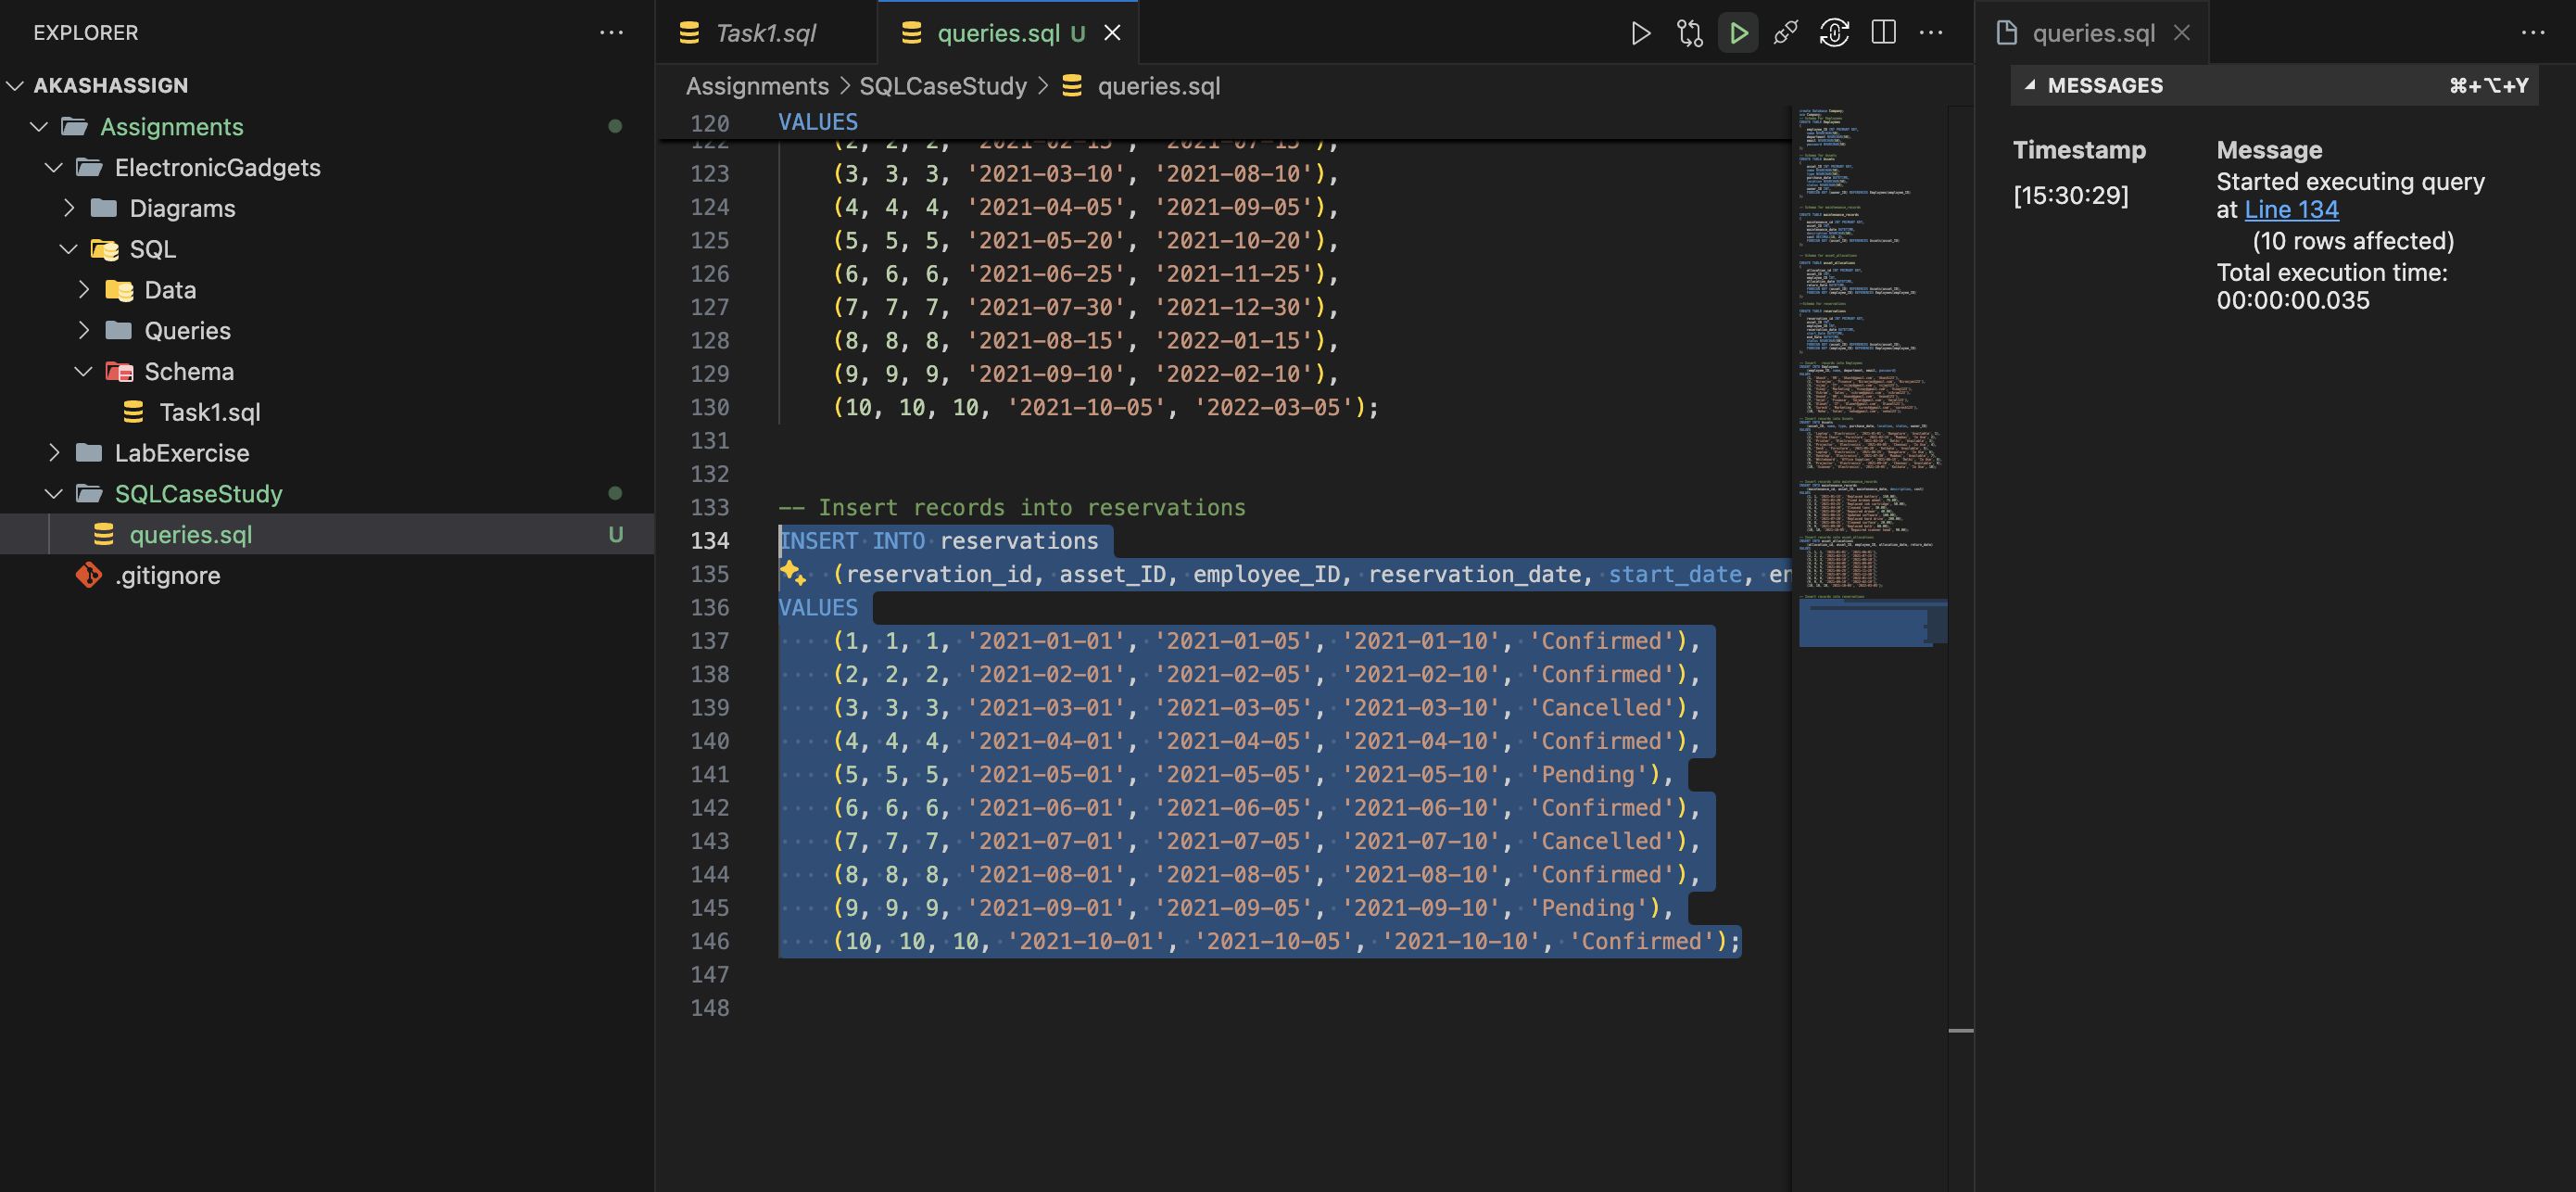 EXPLORER
AKASHASSIGN
Assignments
ElectronicGadgets
Diagrams
SQL
Data
Queries
Schema
Task1.sql
LabExercise
SQLCaseStudy
queries.sql U
.gitignore
Task1.sql queries.sql U
Assignments > SQLCaseStudy > queries.sql
120 VALUES
122 (2, 2, 2, '2021-02-15', '2021-07-15'),
123 (3, 3, 3, '2021-03-10', '2021-08-10'),
124 (4, 4, 4, '2021-04-05', '2021-09-05'),
125 (5, 5, 5, '2021-05-20', '2021-10-20'),
126 (6, 6, 6, '2021-06-25', '2021-11-25'),
127 (7, 7, 7, '2021-07-30', '2021-12-30'),
128 (8, 8, 8, '2021-08-15', '2022-01-15'),
129 (9, 9, 9, '2021-09-10', '2022-02-10'),
130 (10, 10, 10, '2021-10-05', '2022-03-05');
131
132
133 -- Insert records into reservations
134 INSERT INTO reservations
135 (reservation_id, asset_ID, employee_ID, reservation_date, start_date, en
136 VALUES
137 (1, 1, 1, '2021-01-01', '2021-01-05', '2021-01-10', 'Confirmed'),
138 (2, 2, 2, '2021-02-01', '2021-02-05', '2021-02-10', 'Confirmed'),
139 (3, 3, 3, '2021-03-01', '2021-03-05', '2021-03-10', 'Cancelled'),
140 (4, 4, 4, '2021-04-01', '2021-04-05', '2021-04-10', 'Confirmed'),
141 (5, 5, 5, '2021-05-01', '2021-05-05', '2021-05-10', 'Pending'),
142 (6, 6, 6, '2021-06-01', '2021-06-05', '2021-06-10', 'Confirmed'),
143 (7, 7, 7, '2021-07-01', '2021-07-05', '2021-07-10', 'Cancelled'),
144 (8, 8, 8, '2021-08-01', '2021-08-05', '2021-08-10', 'Confirmed'),
145 (9, 9, 9, '2021-09-01', '2021-09-05', '2021-09-10', 'Pending'),
146 (10, 10, 10, '2021-10-01', '2021-10-05', '2021-10-10', 'Confirmed');
147
148
queries.sql
MESSAGES ⌘+⌥+Y
Timestamp Message
[15:30:29] Started executing query
at Line 134
(10 rows affected)
Total execution time:
00:00:00.035